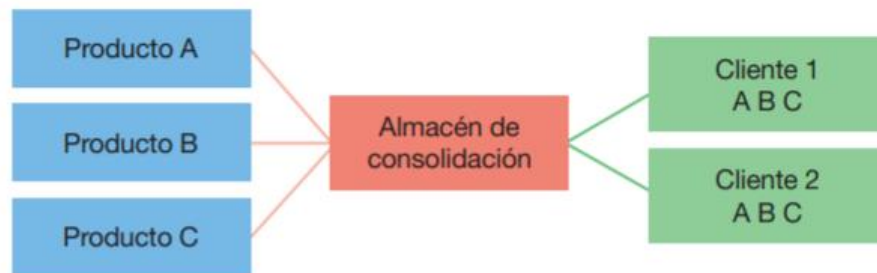 Producto A
Producto B
Producto C
Almacén de
consolidación
Cliente 1
A B C
Cliente 2
A B C